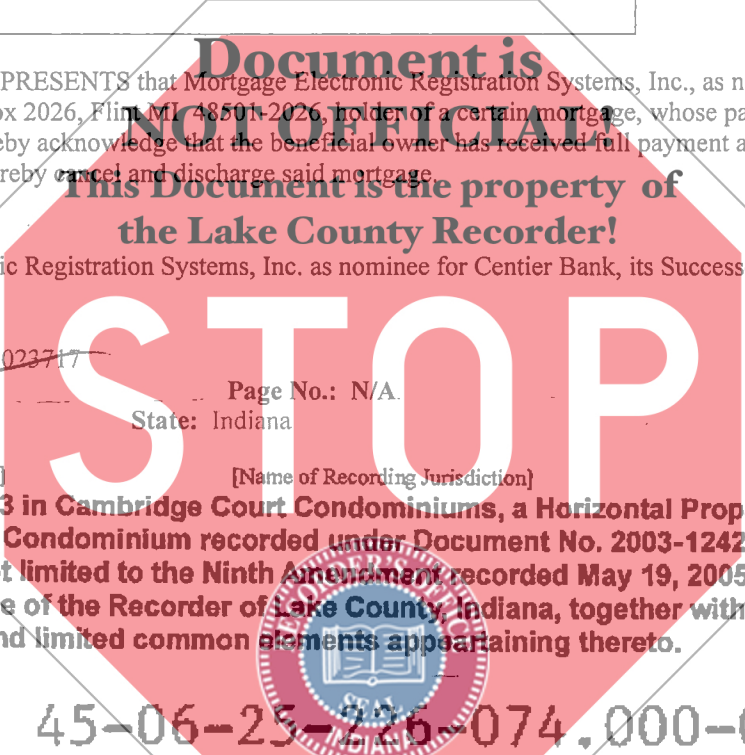 Document is
PRESENTS that Mortgage Electronic Registration Systems, Inc., as n
ox 2026, Flint MI 48501-2026, holder of a certain mortgage, whose pa
NOT OFFICIAL!
eby acknowledge that the beneficial owner has received full payment a
reby cancel and discharge said mortgage.
This Document is the property of
the Lake County Recorder!
ic Registration Systems, Inc. as nominee for Centier Bank, its Success
STOP
023717
Page No.: N/A
State: Indiana
[Name of Recording Jurisdiction]
3 in Cambridge Court Condominiums, a Horizontal Prop
Condominium recorded under Document No. 2003-1242
t limited to the Ninth Amendment recorded May 19, 2005
e of the Recorder of Lake County, Indiana, together with
nd limited common elements appeartaining thereto.
SEAL
INDIANA
45-06-25-226-074.000-